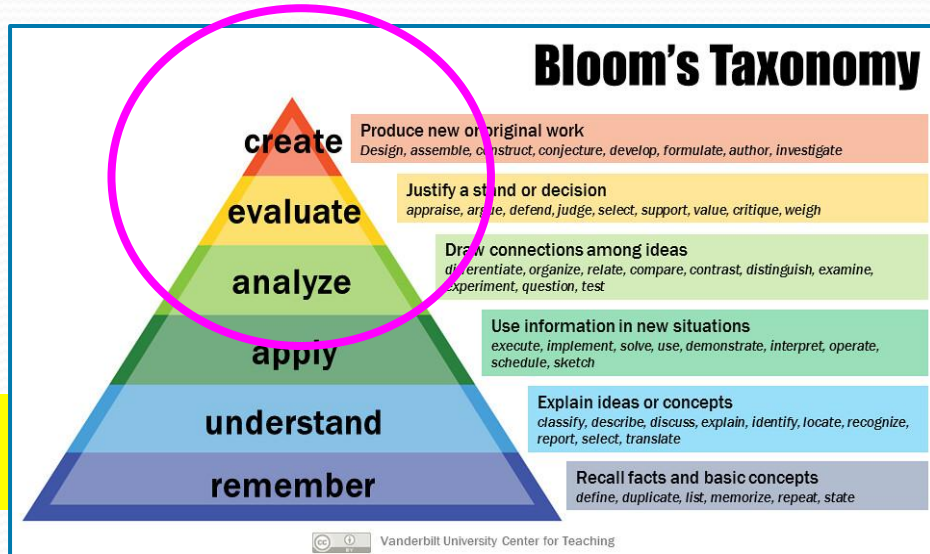 Bloom's Taxonomy
create
Produce new or original work
Design, assemble, construct, conjecture, develop, formulate, author, investigate
evaluate
Justify a stand or decision
appraise, argue, defend, judge, select, support, value, critique, weigh
analyze
Draw connections among ideas
differentiate, organize, relate, compare, contrast, distinguish, examine,
experiment, question, test
apply
Use information in new situations
execute, implement, solve, use, demonstrate, interpret, operate,
schedule, sketch
understand
Explain ideas or concepts
classify, describe, discuss, explain, identify, locate, recognize,
report, select, translate
remember
Recall facts and basic concepts
define, duplicate, list, memorize, repeat, state
cc BY Vanderbilt University Center for Teaching